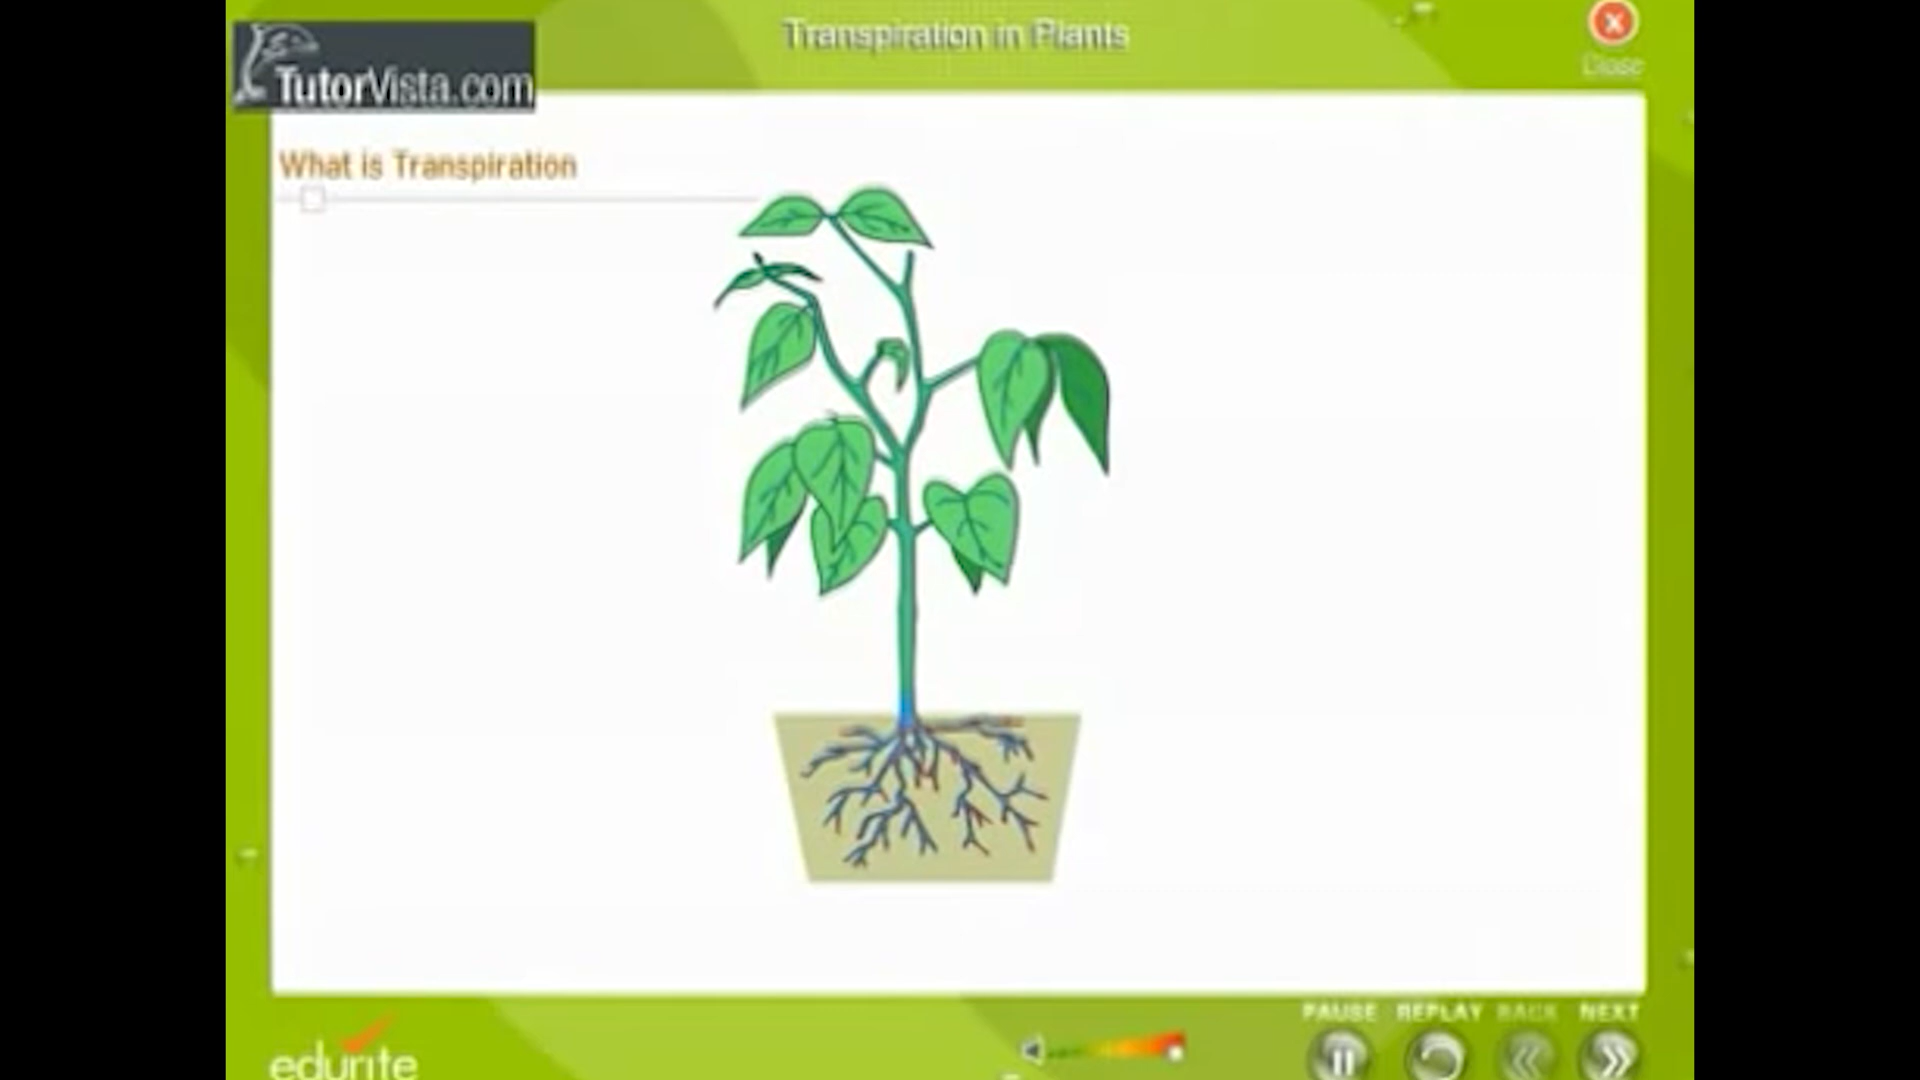 Transpiration in Plants
Close
TutorVista.com
What is Transpiration
PAUSE REPLAY BACK NEXT
edurite